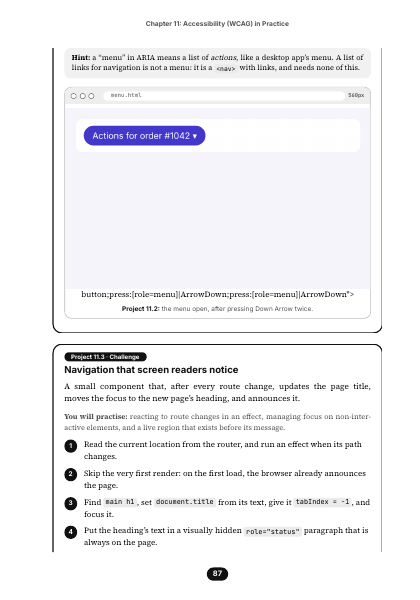 Chapter 11: Accessibility (WCAG) in Practice
Hint: a "menu" in ARIA means a list of actions, like a desktop app's menu. A list of
links for navigation is not a menu: it is a <nav> with links, and needs none of this.
menu.html
560px
Actions for order #1042 ▾
button;press:[role=menu]|ArrowDown;press:[role=menu]|ArrowDown">
Project 11.2: the menu open, after pressing Down Arrow twice.
Project 11.3 · Challenge
Navigation that screen readers notice
A small component that, after every route change, updates the page title,
moves the focus to the new page's heading, and announces it.
You will practise: reacting to route changes in an effect, managing focus on non-inter-
active elements, and a live region that exists before its message.
1 Read the current location from the router, and run an effect when its path
changes.
2 Skip the very first render: on the first load, the browser already announces
the page.
3 Find main h1, set document.title from its text, give it tabIndex = -1, and
focus it.
4 Put the heading's text in a visually hidden role="status" paragraph that is
always on the page.
87